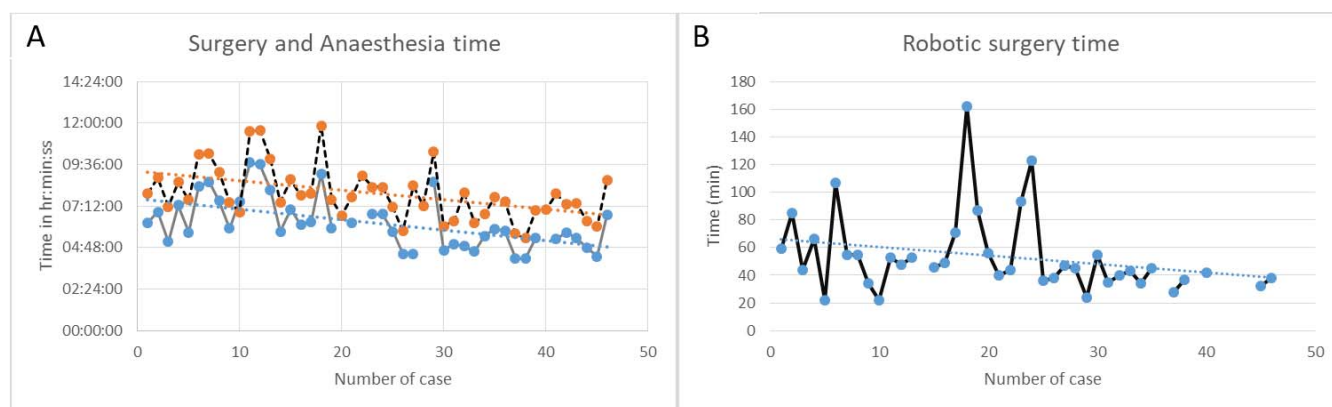 A
Surgery and Anaesthesia time
Time in hr:min:ss
14:24:00
12:00:00
09:36:00
07:12:00
04:48:00
02:24:00
00:00:00
0 10 20 30 40 50
Number of case
B
Robotic surgery time
Time (min)
180
160
140
120
100
80
60
40
20
0
0 10 20 30 40 50
Number of case